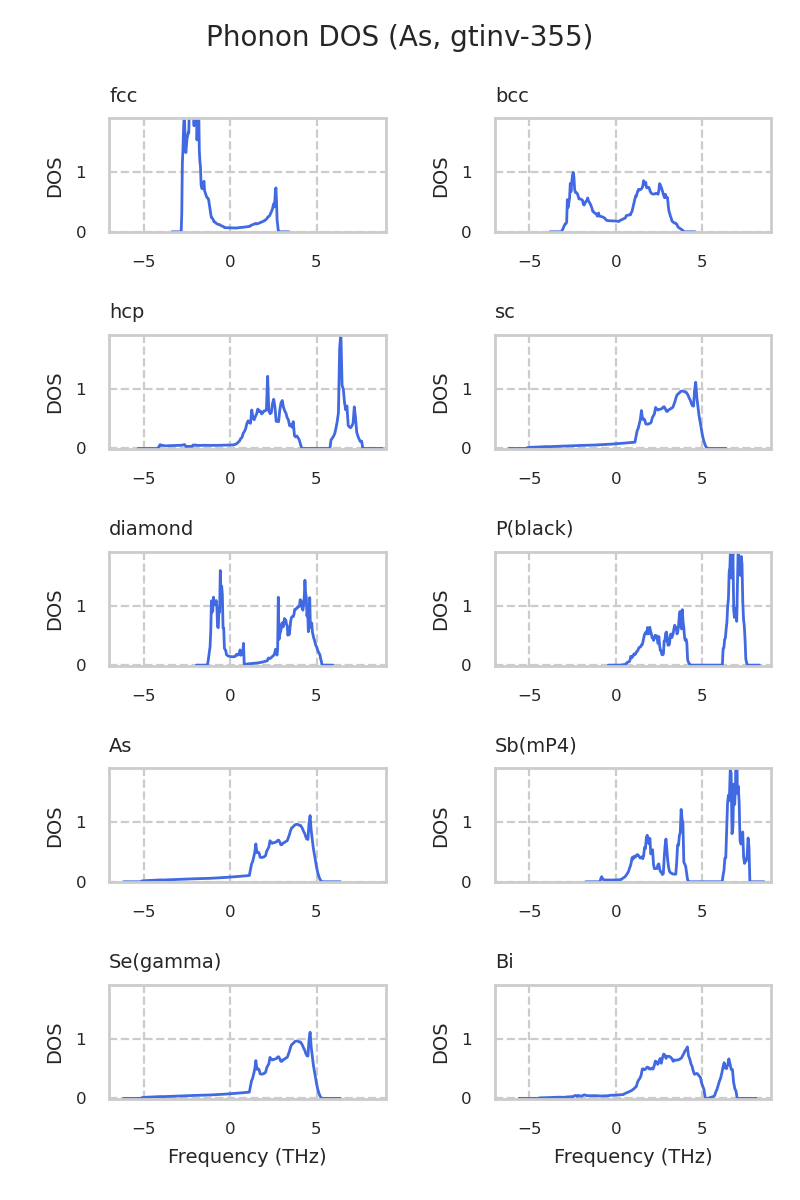 Phonon DOS (As, gtinv-355)
fcc
bcc
DOS
1
0
−5 0 5
DOS
1
0
−5 0 5
hcp
sc
DOS
1
0
−5 0 5
DOS
1
0
−5 0 5
diamond
P(black)
DOS
1
0
−5 0 5
DOS
1
0
−5 0 5
As
Sb(mP4)
DOS
1
0
−5 0 5
DOS
1
0
−5 0 5
Se(gamma)
Bi
DOS
1
0
−5 0 5
Frequency (THz)
DOS
1
0
−5 0 5
Frequency (THz)